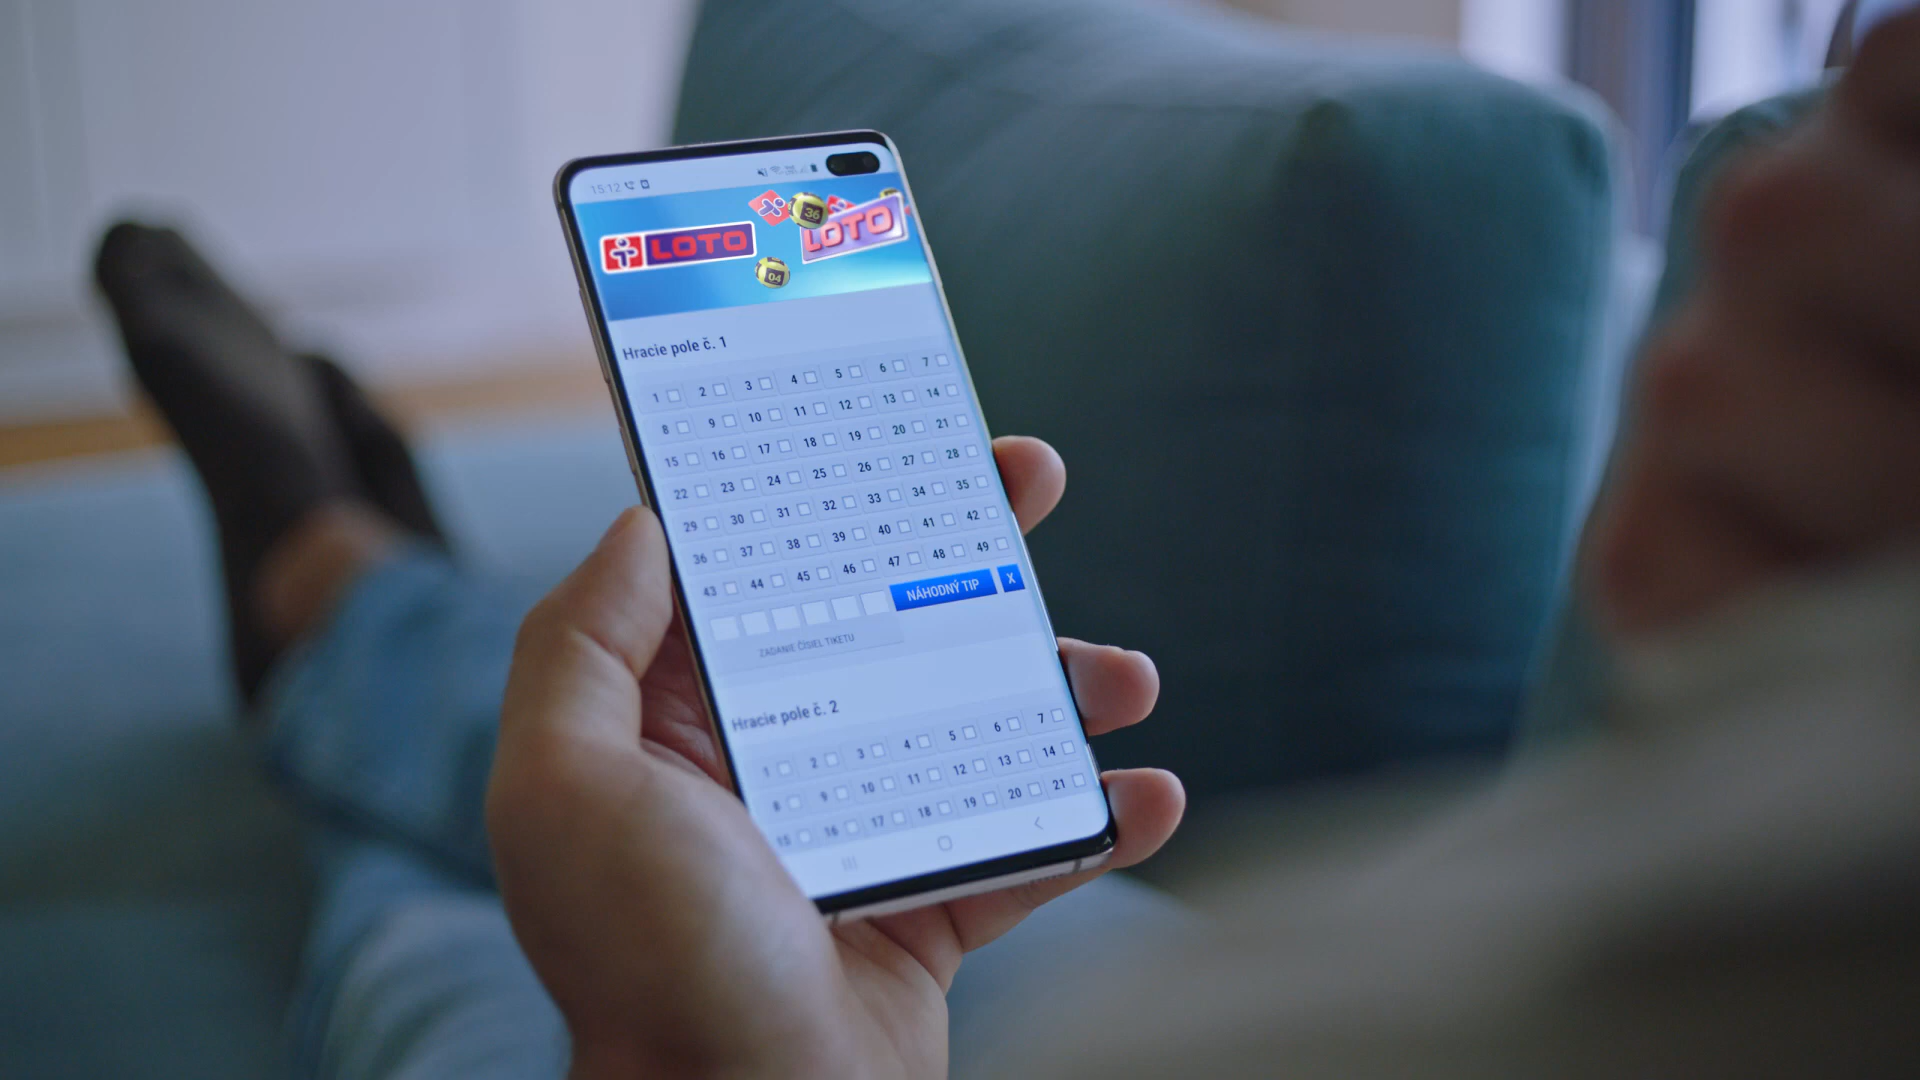 15:12
36
LOTO
LOTO
04
Hracie pole č. 1
1 2 3 4 5 6 7
8 9 10 11 12 13 14
15 16 17 18 19 20 21
22 23 24 25 26 27 28
29 30 31 32 33 34 35
36 37 38 39 40 41 42
43 44 45 46 47 48 49
NÁHODNÝ TIP X
ZADANIE ČÍSIEL TIKETU
Hracie pole č. 2
1 2 3 4 5 6 7
8 9 10 11 12 13 14
15 16 17 18 19 20 21